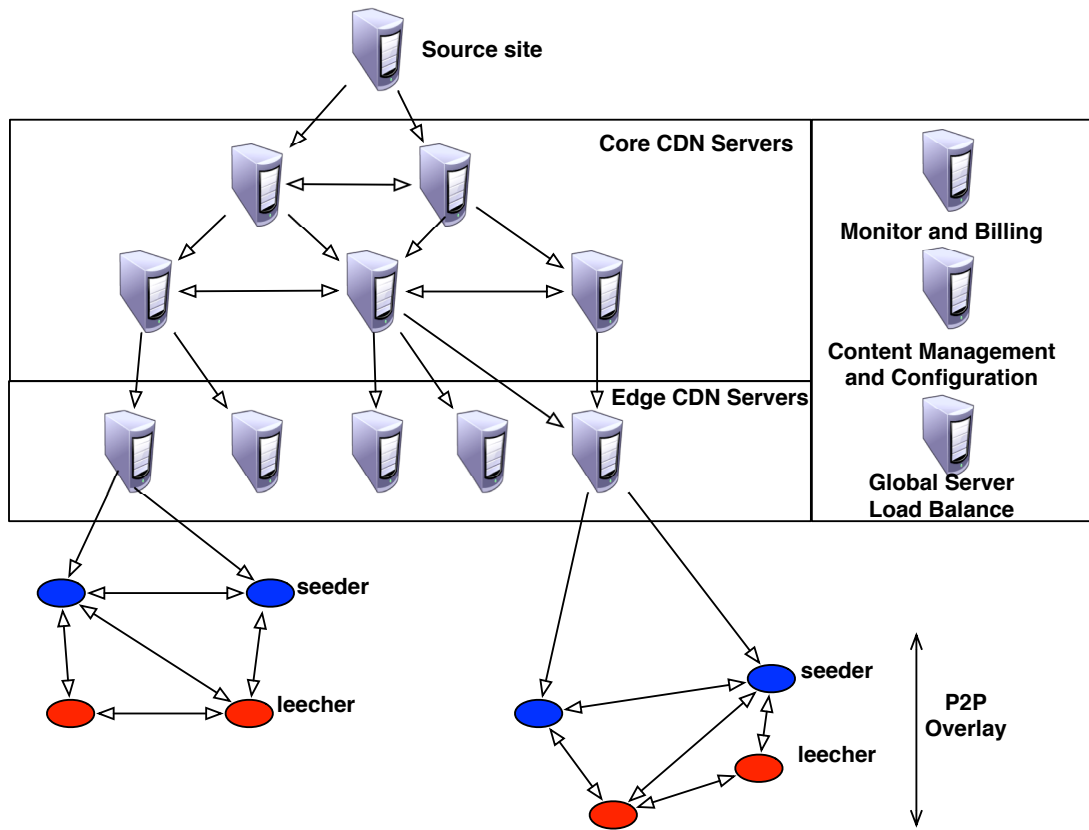 Source site
Core CDN Servers
Monitor and Billing
Content Management
and Configuration
Edge CDN Servers
Global Server
Load Balance
seeder
leecher
seeder
leecher
P2P
Overlay